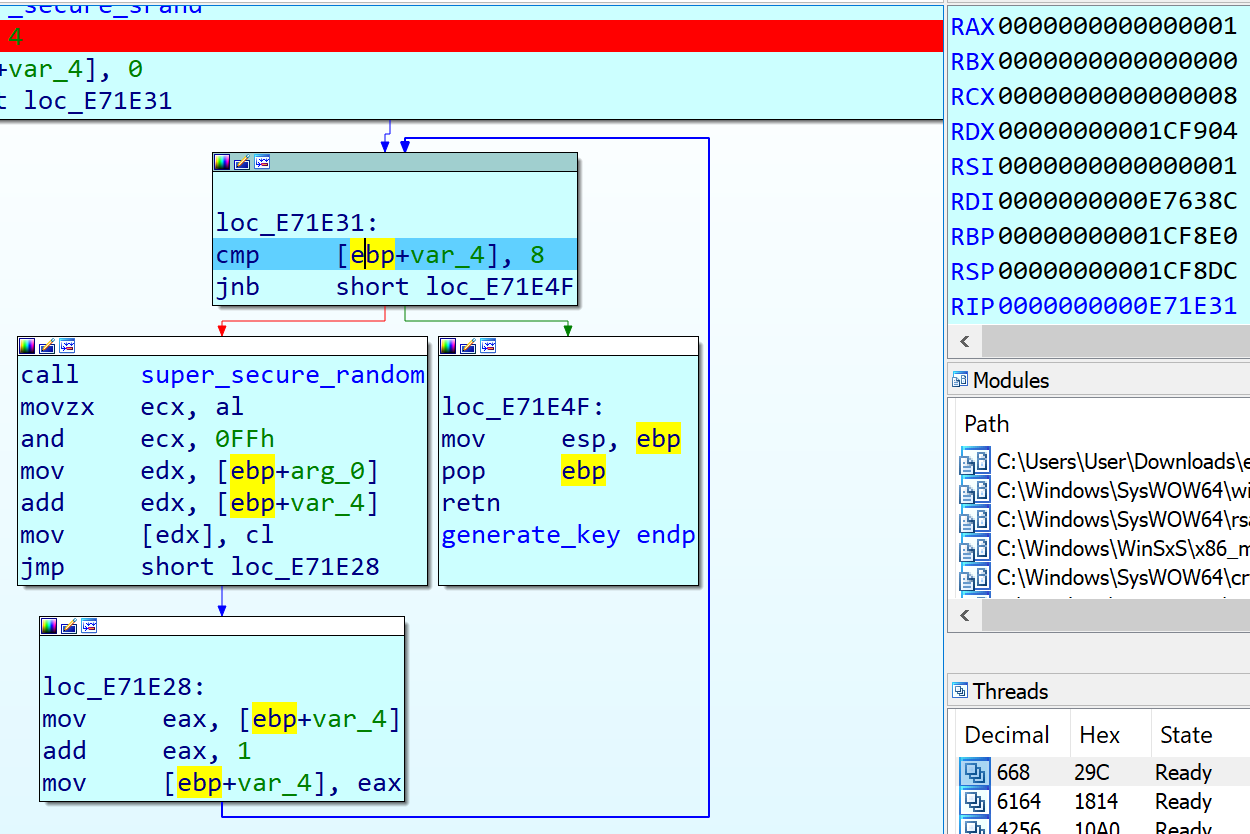 _secure_srand
4
+var_4], 0
t loc_E71E31
loc_E71E31:
cmp [ebp+var_4], 8
jnb short loc_E71E4F
call super_secure_random
movzx ecx, al
and ecx, 0FFh
mov edx, [ebp+arg_0]
add edx, [ebp+var_4]
mov [edx], cl
jmp short loc_E71E28
loc_E71E4F:
mov esp, ebp
pop ebp
retn
generate_key endp
loc_E71E28:
mov eax, [ebp+var_4]
add eax, 1
mov [ebp+var_4], eax
RAX 0000000000000001
RBX 0000000000000000
RCX 0000000000000008
RDX 00000000001CF904
RSI 0000000000000001
RDI 0000000000E7638C
RBP 00000000001CF8E0
RSP 00000000001CF8DC
RIP 0000000000E71E31
Modules
Path
C:\Users\User\Downloads\e
C:\Windows\SysWOW64\wi
C:\Windows\SysWOW64\rsa
C:\Windows\WinSxS\x86_m
C:\Windows\SysWOW64\cr
Threads
Decimal Hex State
668 29C Ready
6164 1814 Ready
4256 10A0 Ready